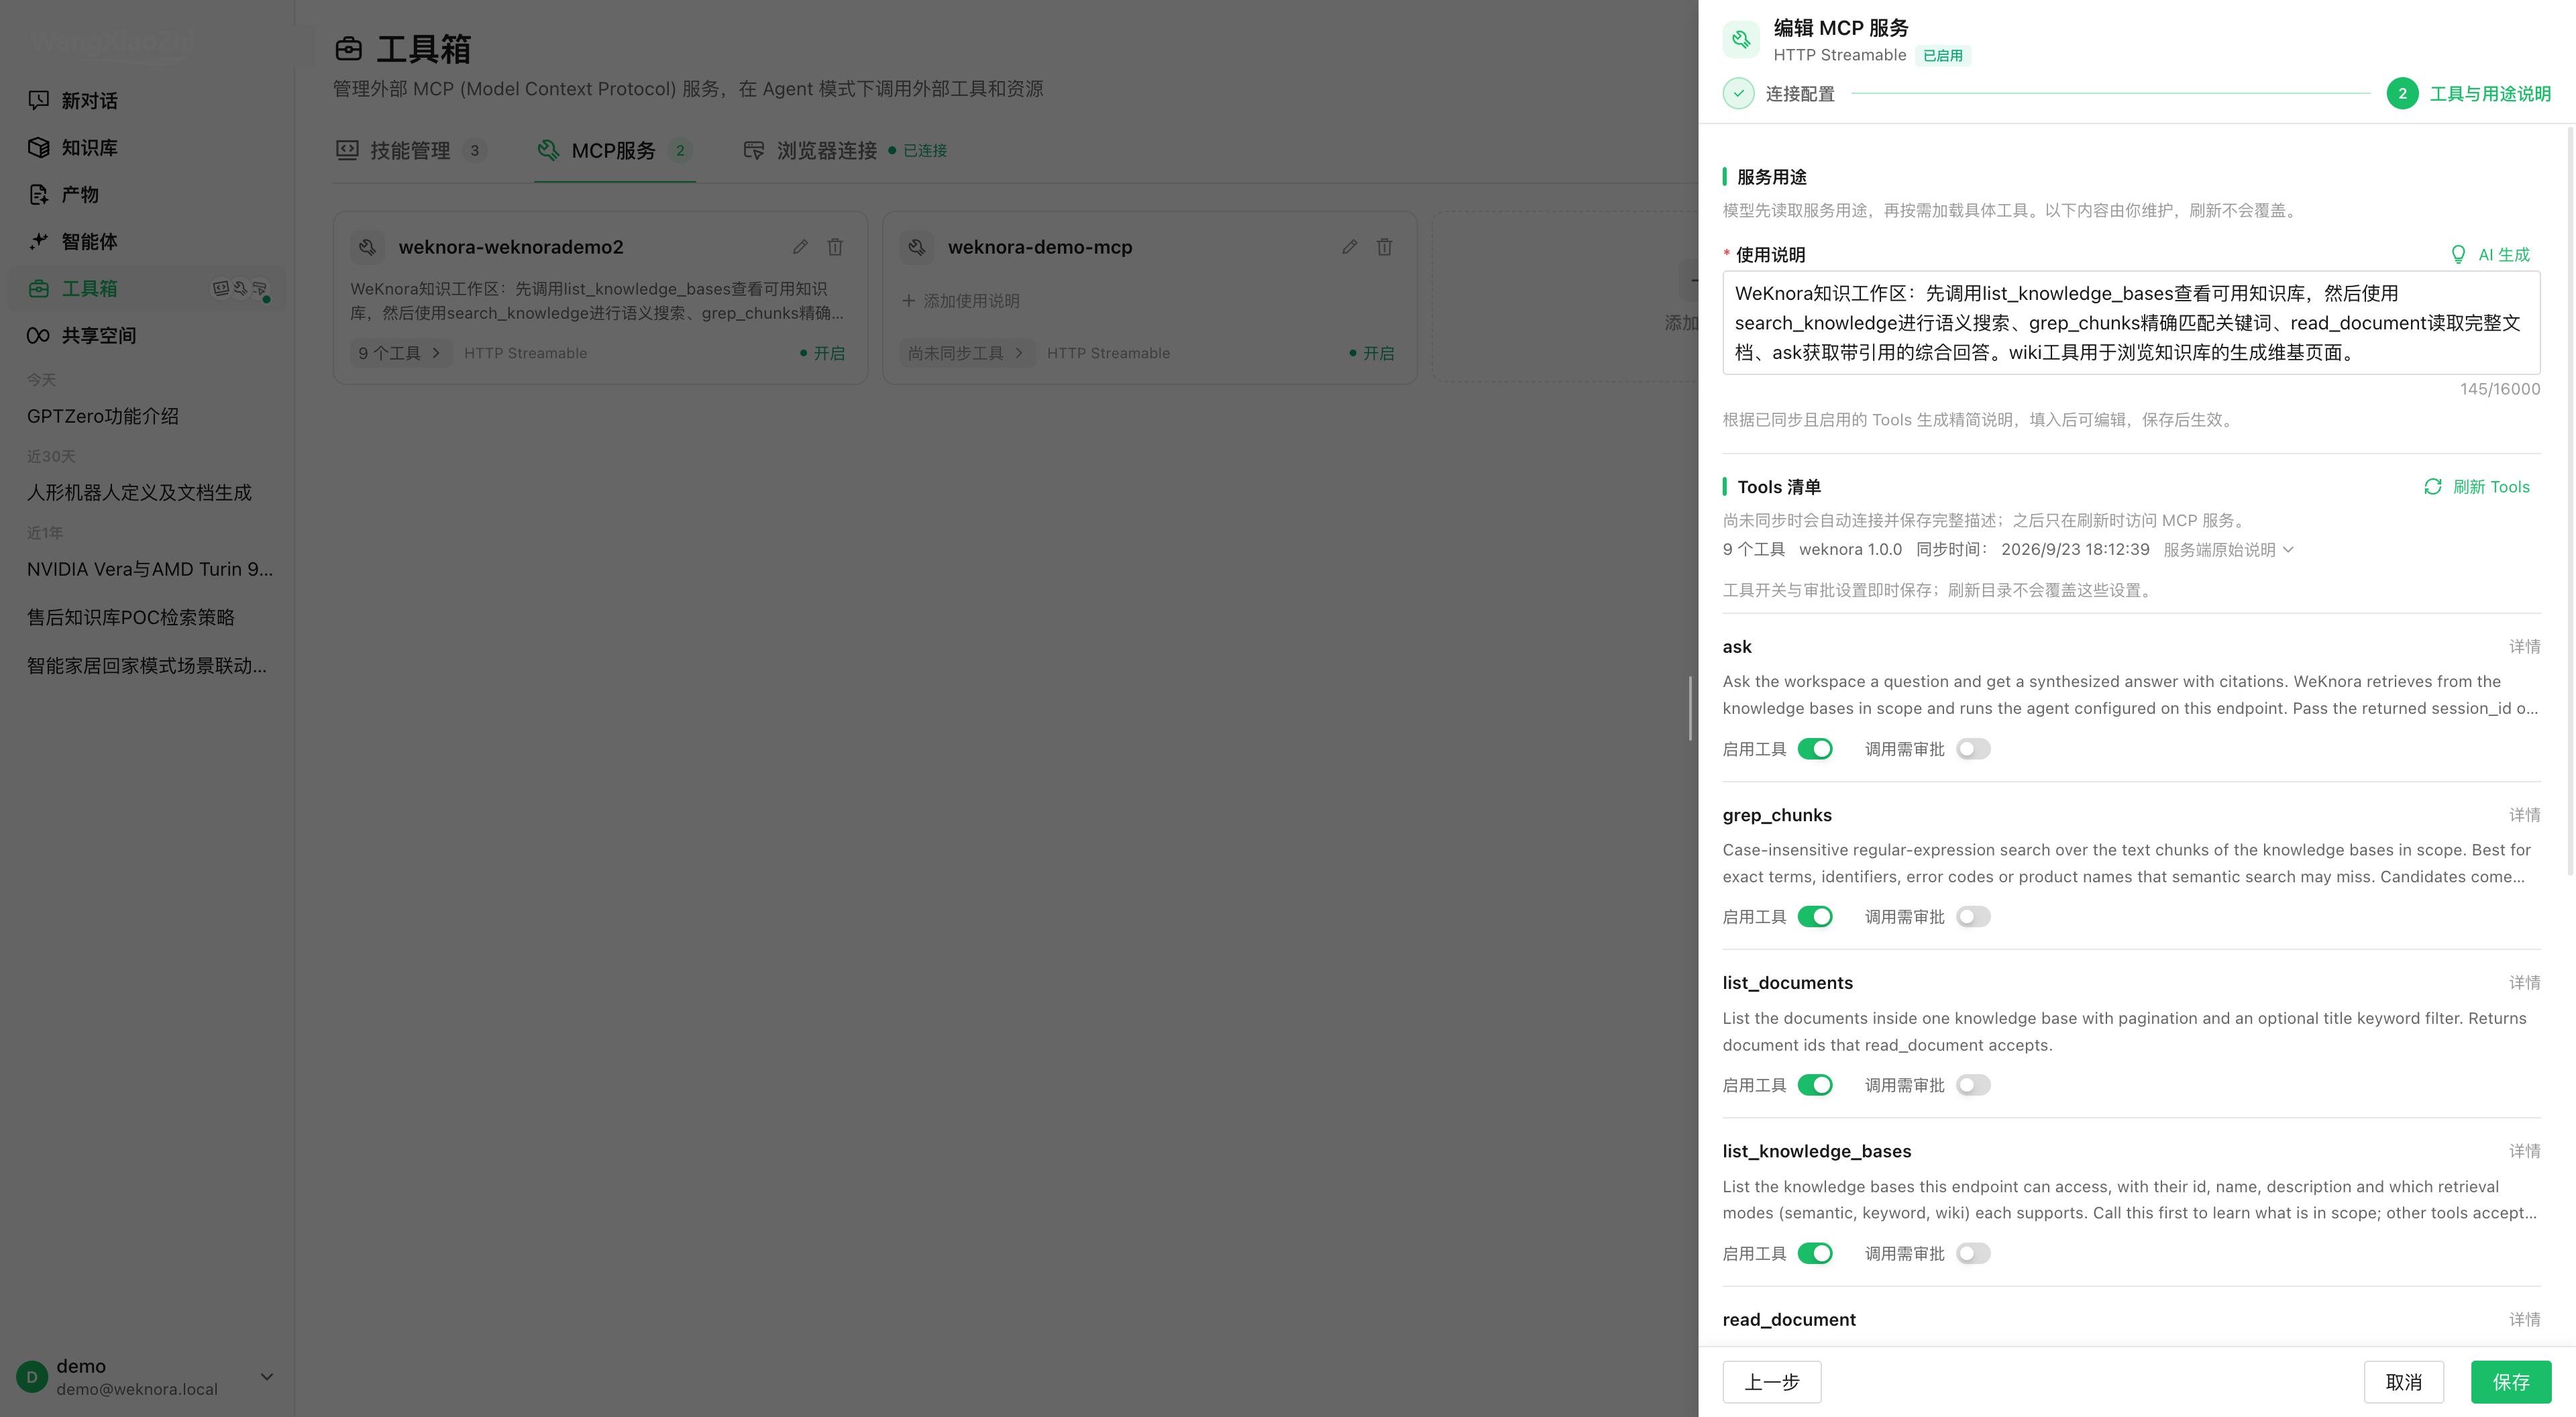 新对话
知识库
产物
智能体
工具箱
共享空间
今天
GPTZero功能介绍
近30天
人形机器人定义及文档生成
近1年
NVIDIA Vera与AMD Turin 9...
售后知识库POC检索策略
智能家居回家模式场景联动...
D
demo
demo@weknora.local
工具箱
管理外部 MCP (Model Context Protocol) 服务，在 Agent 模式下调用外部工具和资源
技能管理 3
MCP服务 2
浏览器连接 已连接
weknora-weknorademo2
WeKnora知识工作区：先调用list_knowledge_bases查看可用知识
库，然后使用search_knowledge进行语义搜索、grep_chunks精确...
9 个工具 HTTP Streamable 开启
weknora-demo-mcp
添加使用说明
尚未同步工具 HTTP Streamable 开启
添加
编辑 MCP 服务
HTTP Streamable 已启用
连接配置
2 工具与用途说明
服务用途
模型先读取服务用途，再按需加载具体工具。以下内容由你维护，刷新不会覆盖。
* 使用说明
AI 生成
WeKnora知识工作区：先调用list_knowledge_bases查看可用知识库，然后使用
search_knowledge进行语义搜索、grep_chunks精确匹配关键词、read_document读取完整文
档、ask获取带引用的综合回答。wiki工具用于浏览知识库的生成维基页面。
145/16000
根据已同步且启用的 Tools 生成精简说明，填入后可编辑，保存后生效。
Tools 清单
刷新 Tools
尚未同步时会自动连接并保存完整描述；之后只在刷新时访问 MCP 服务。
9 个工具 weknora 1.0.0 同步时间： 2026/9/23 18:12:39 服务端原始说明
工具开关与审批设置即时保存；刷新目录不会覆盖这些设置。
ask 详情
Ask the workspace a question and get a synthesized answer with citations. WeKnora retrieves from the
knowledge bases in scope and runs the agent configured on this endpoint. Pass the returned session_id o...
启用工具 调用需审批
grep_chunks 详情
Case-insensitive regular-expression search over the text chunks of the knowledge bases in scope. Best for
exact terms, identifiers, error codes or product names that semantic search may miss. Candidates come...
启用工具 调用需审批
list_documents 详情
List the documents inside one knowledge base with pagination and an optional title keyword filter. Returns
document ids that read_document accepts.
启用工具 调用需审批
list_knowledge_bases 详情
List the knowledge bases this endpoint can access, with their id, name, description and which retrieval
modes (semantic, keyword, wiki) each supports. Call this first to learn what is in scope; other tools accept...
启用工具 调用需审批
read_document 详情
上一步
取消
保存